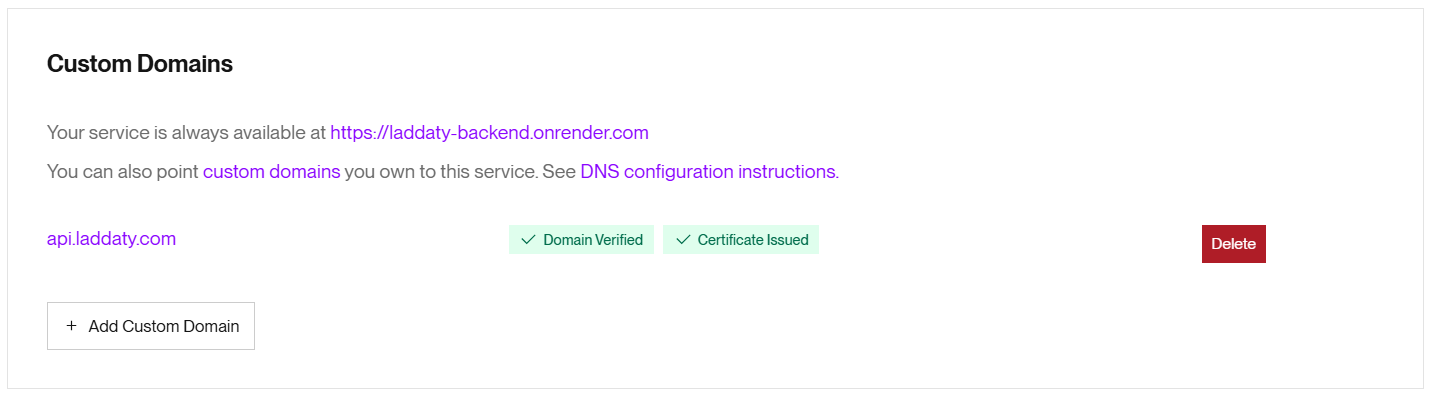 Custom Domains
Your service is always available at https://laddaty-backend.onrender.com
You can also point custom domains you own to this service. See DNS configuration instructions.
api.laddaty.com
Domain Verified
Certificate Issued
Delete
+ Add Custom Domain